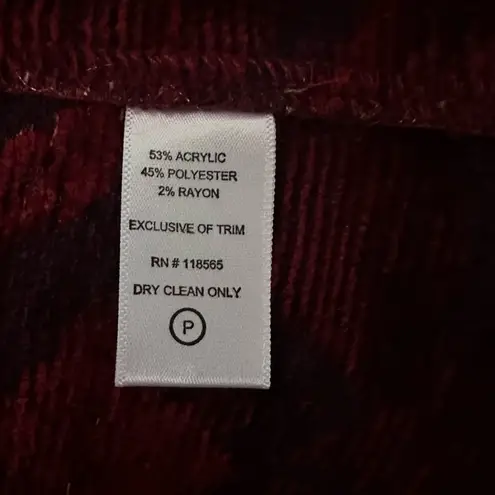 53% ACRYLIC
45% POLYESTER
2% RAYON
EXCLUSIVE OF TRIM
RN # 118565
DRY CLEAN ONLY
P